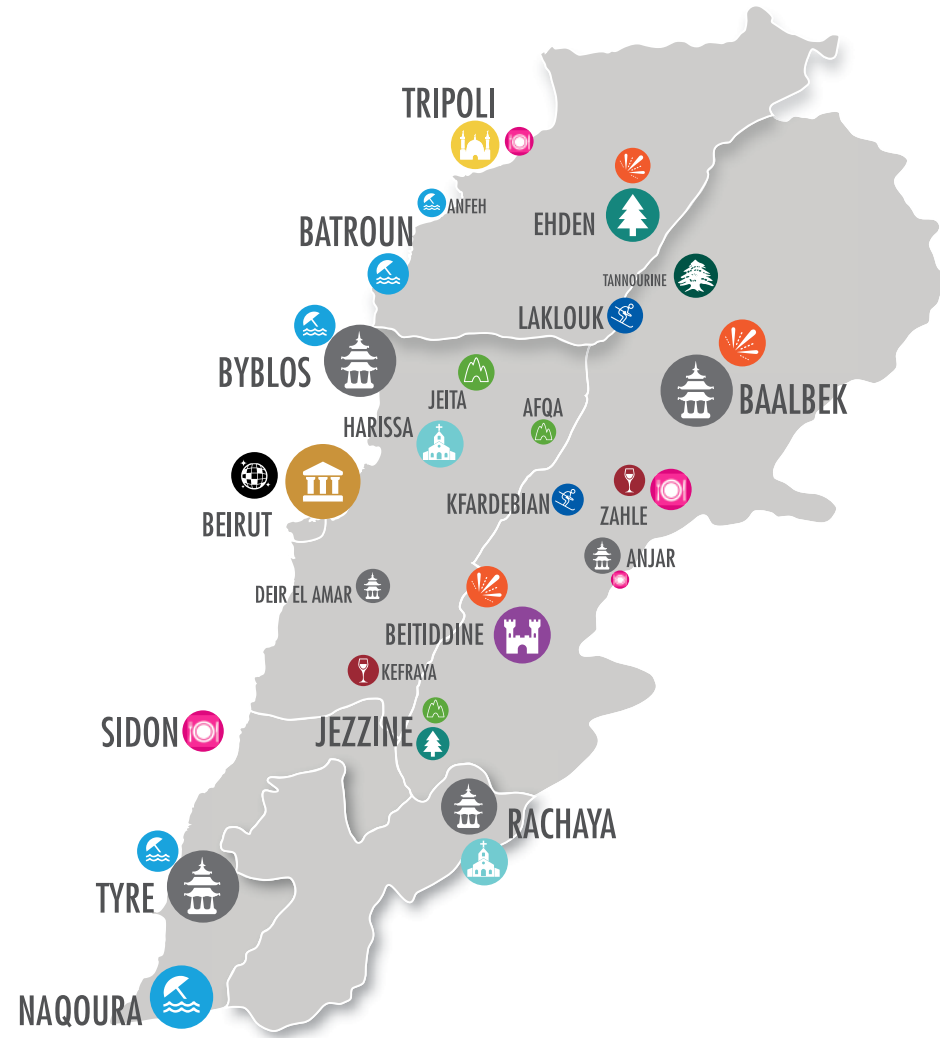 TRIPOLI
ANFEH
BATROUN
EHDEN
TANNOURINE
LAKLOUK
BYBLOS
JEITA
BAALBEK
AFQA
HARISSA
KFARDEBIAN
ZAHLE
BEIRUT
ANJAR
DEIR EL AMAR
BEITIDDINE
KEFRAYA
SIDON
JEZZINE
RACHAYA
TYRE
NAQOURA